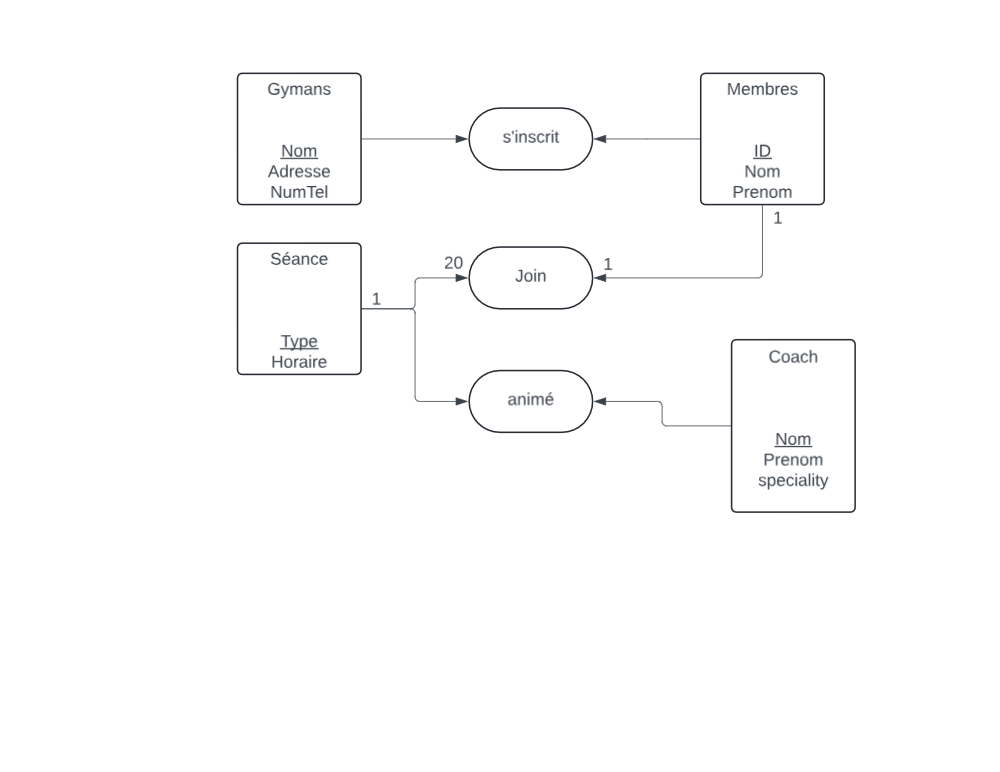 Gymans
Nom
Adresse
NumTel
s'inscrit
Membres
ID
Nom
Prenom
1
Séance
Type
Horaire
1
20
Join
1
animé
Coach
Nom
Prenom
speciality